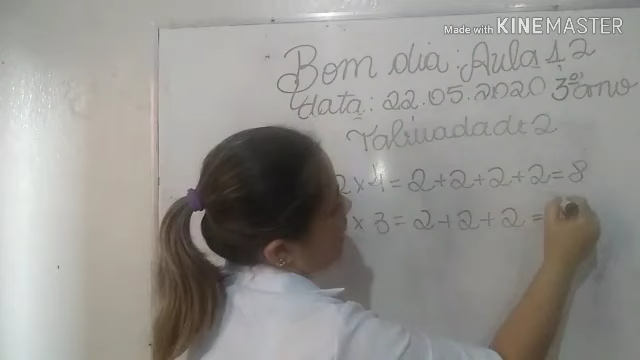 Made with KINEMASTER
Bom dia: Aula 12
data: 22.05.2020 3º ano
Tabuada de 2
2 x 4 = 2 + 2 + 2 + 2 = 8
x 3 = 2 + 2 + 2 =